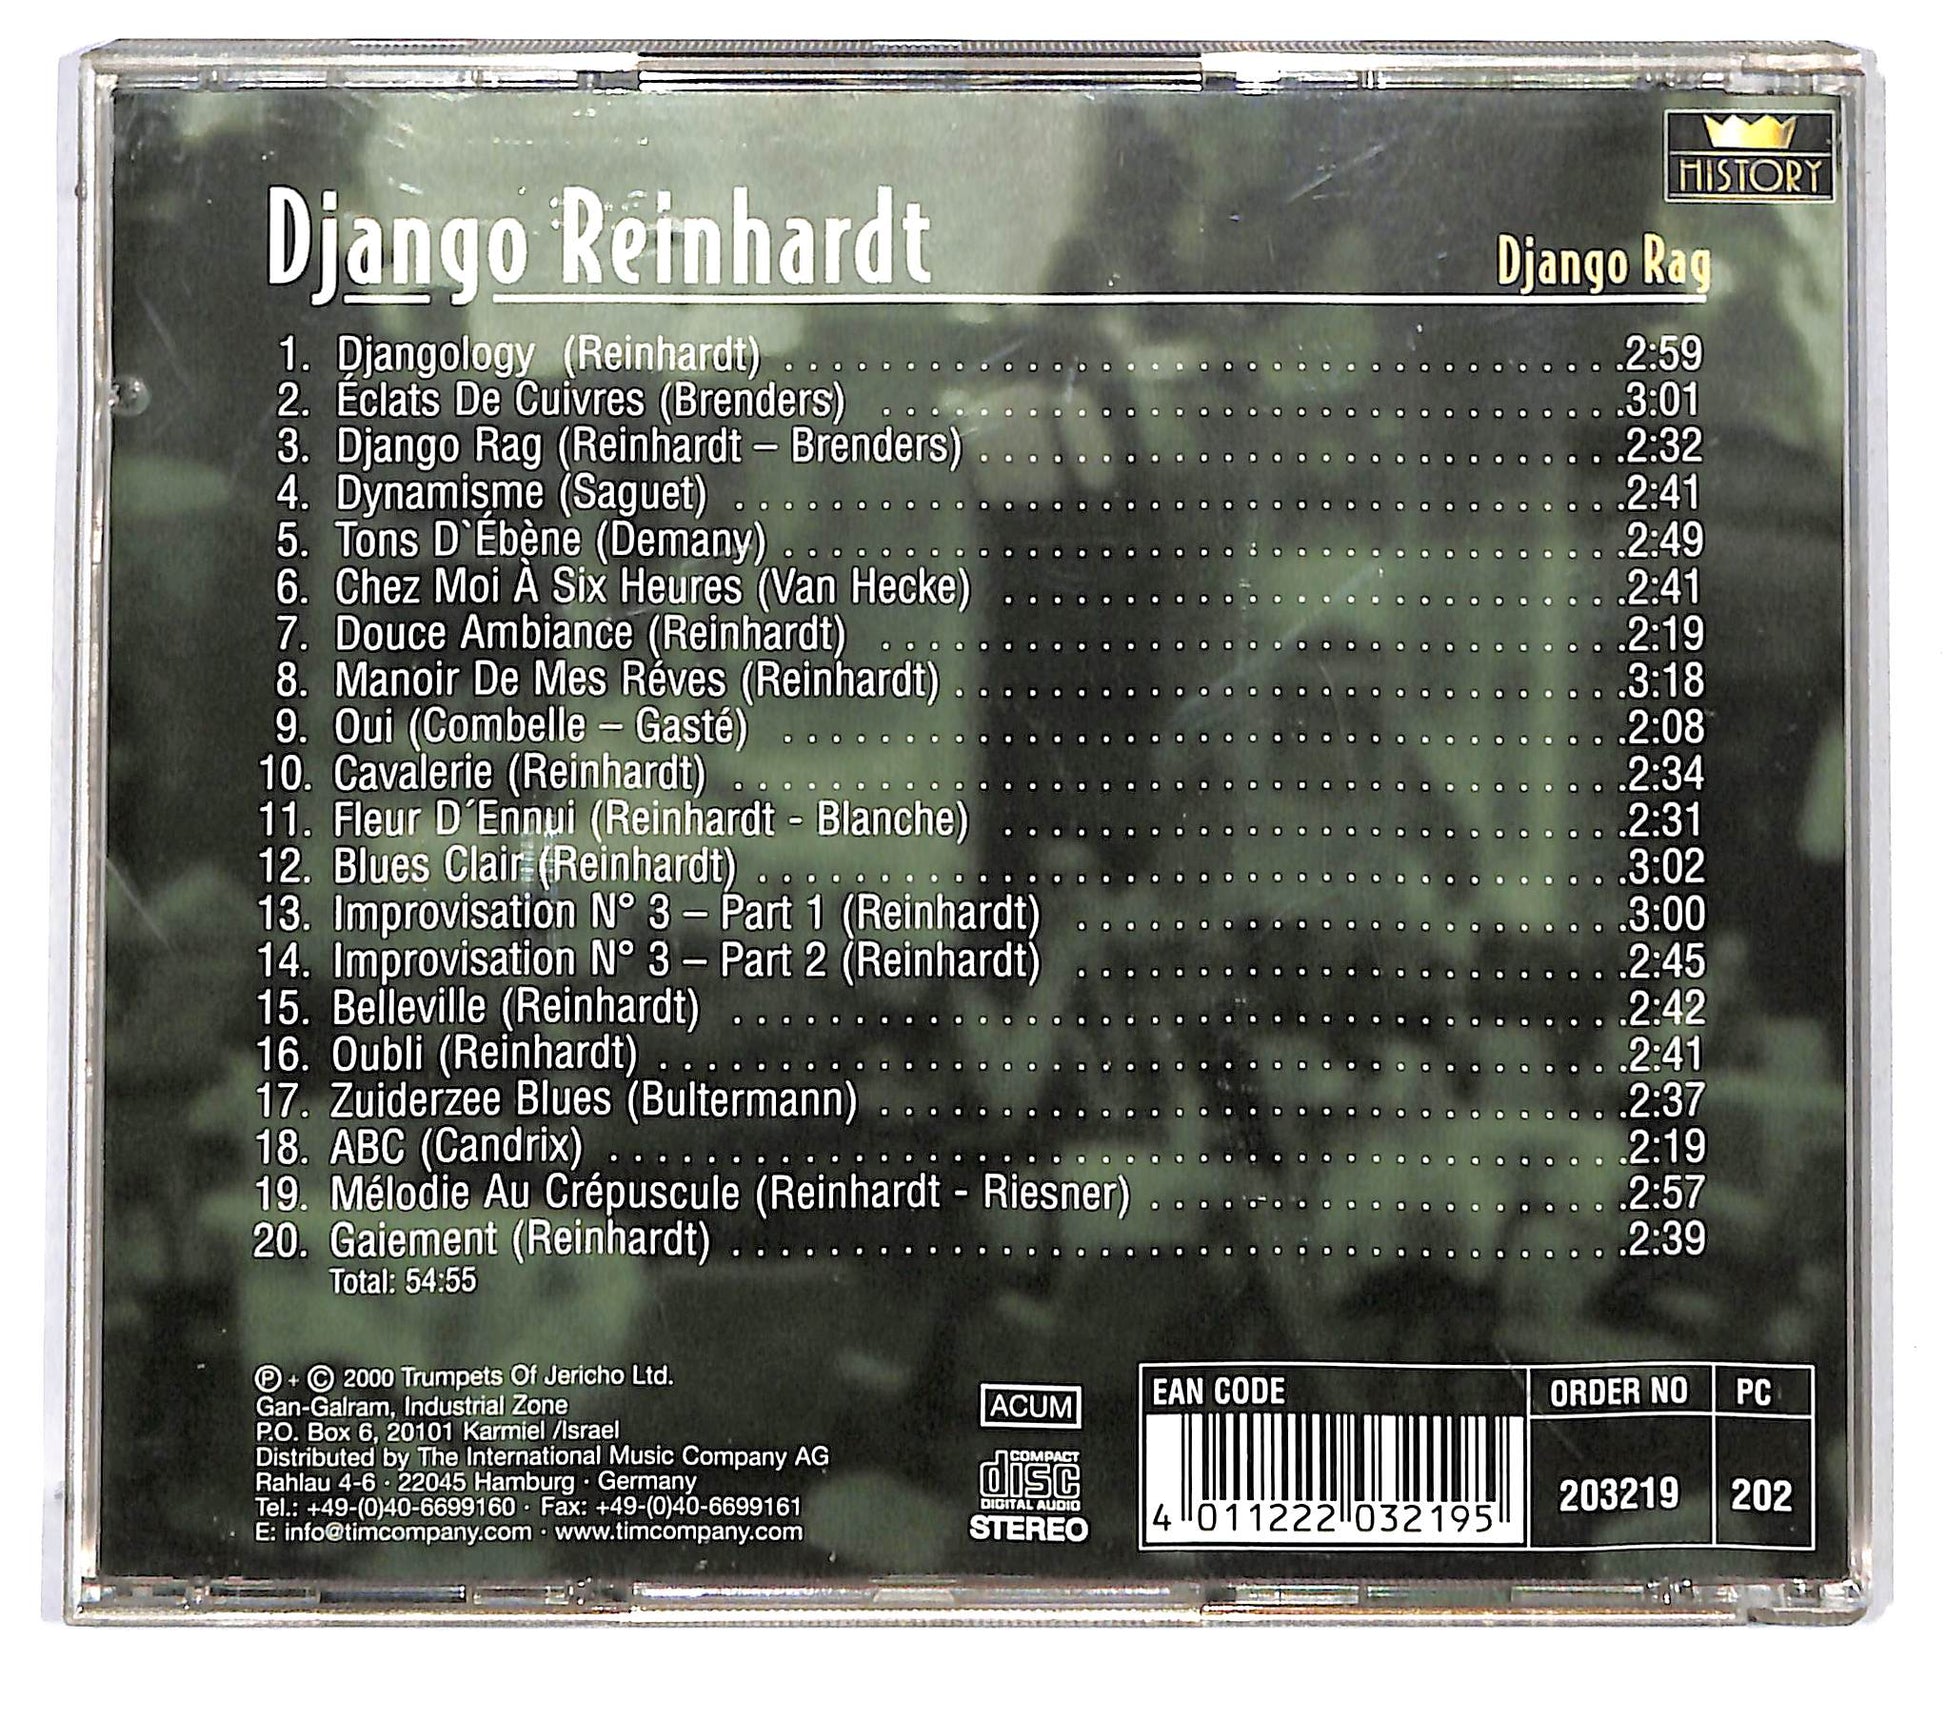 HISTORY
Django Reinhardt
Django Rag
1. Djangology (Reinhardt) 2:59
2. Éclats De Cuivres (Brenders) 3:01
3. Django Rag (Reinhardt – Brenders) 2:32
4. Dynamisme (Saguet) 2:41
5. Tons D`Ébène (Demany) 2:49
6. Chez Moi À Six Heures (Van Hecke) 2:41
7. Douce Ambiance (Reinhardt) 2:19
8. Manoir De Mes Réves (Reinhardt) 3:18
9. Oui (Combelle – Gasté) 2:08
10. Cavalerie (Reinhardt) 2:34
11. Fleur D´Ennui (Reinhardt - Blanche) 2:31
12. Blues Clair (Reinhardt) 3:02
13. Improvisation N° 3 – Part 1 (Reinhardt) 3:00
14. Improvisation N° 3 – Part 2 (Reinhardt) 2:45
15. Belleville (Reinhardt) 2:42
16. Oubli (Reinhardt) 2:41
17. Zuiderzee Blues (Bultermann) 2:37
18. ABC (Candrix) 2:19
19. Mélodie Au Crépuscule (Reinhardt - Riesner) 2:57
20. Gaiement (Reinhardt) 2:39
Total: 54:55
℗ + © 2000 Trumpets Of Jericho Ltd.
Gan-Galram, Industrial Zone
P.O. Box 6, 20101 Karmiel /Israel
Distributed by The International Music Company AG
Rahlau 4-6 · 22045 Hamburg · Germany
Tel.: +49-(0)40-6699160 · Fax: +49-(0)40-6699161
E: info@timcompany.com · www.timcompany.com
ACUM
COMPACT
disc
DIGITAL AUDIO
STEREO
EAN CODE
4 011222 032195
ORDER NO
203219
PC
202